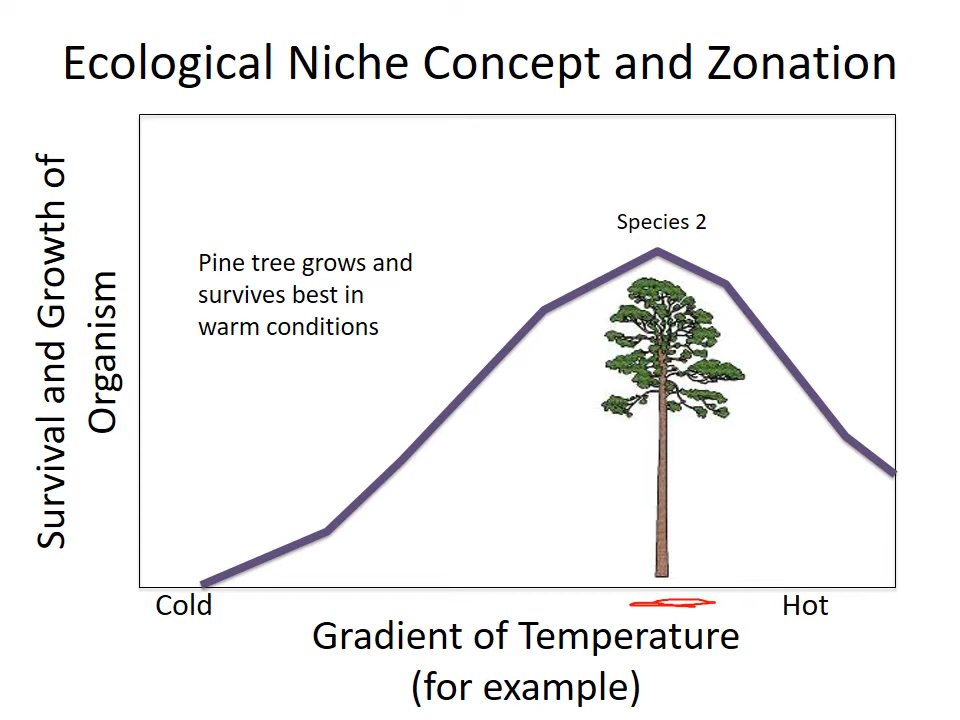 Ecological Niche Concept and Zonation
Survival and Growth of
Organism
Species 2
Pine tree grows and
survives best in
warm conditions
Cold
Hot
Gradient of Temperature
(for example)